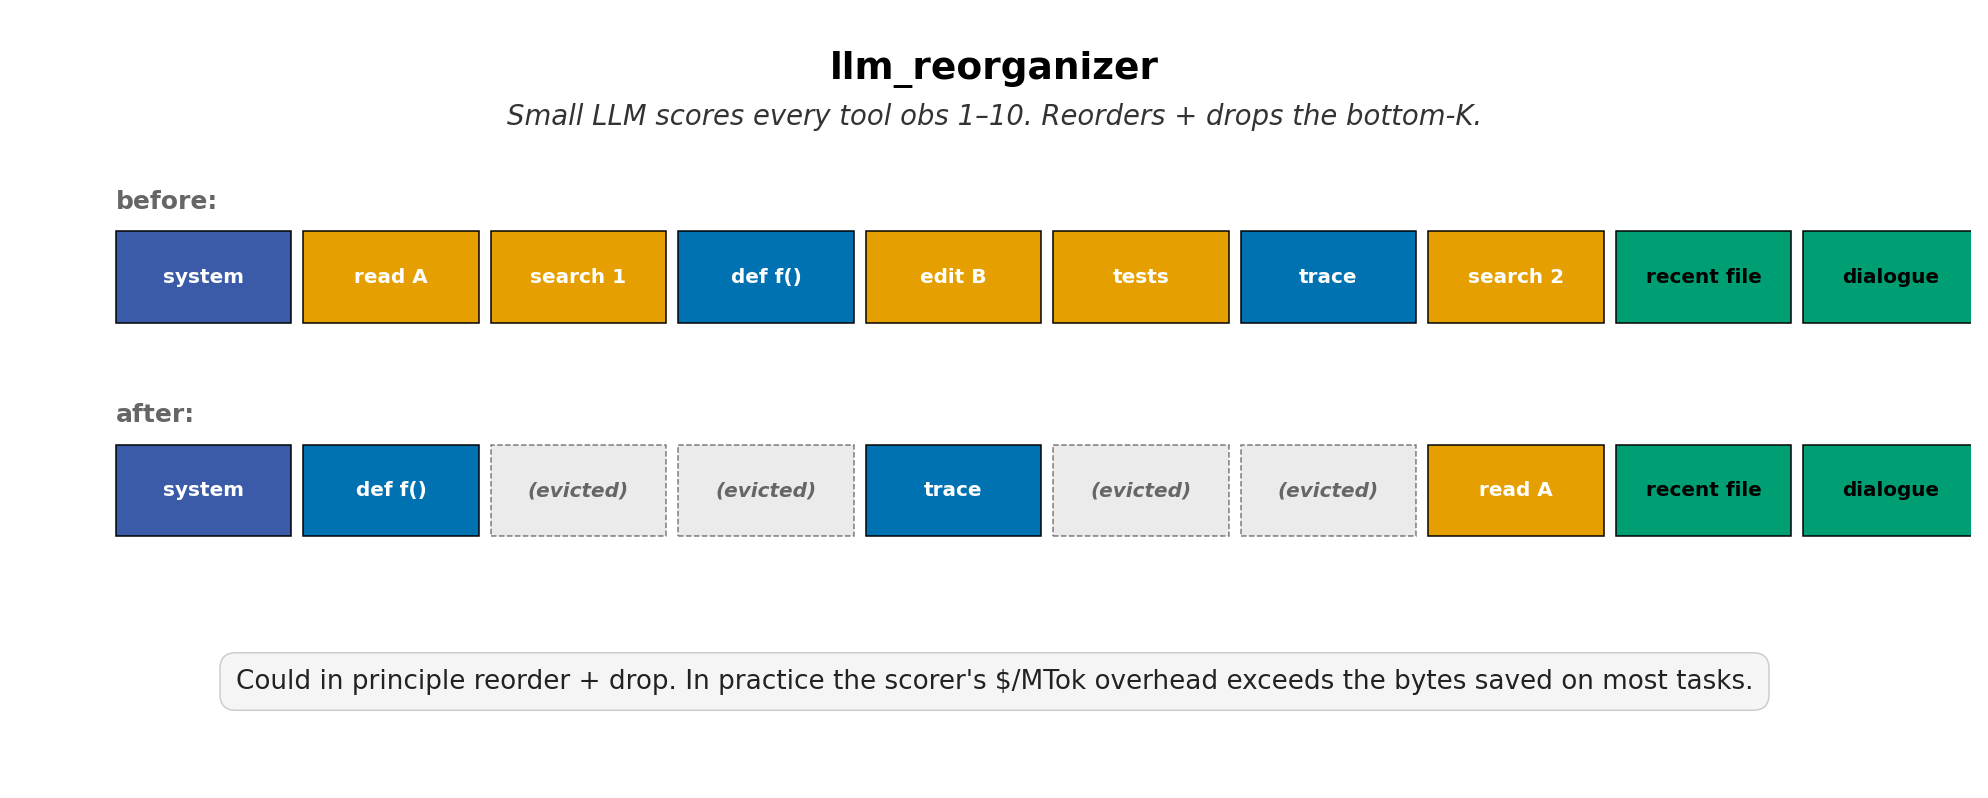 llm_reorganizer
Small LLM scores every tool obs 1–10. Reorders + drops the bottom-K.
before:
system read A search 1 def f() edit B tests trace search 2 recent file dialogue
after:
system def f() (evicted) (evicted) trace (evicted) (evicted) read A recent file dialogue
Could in principle reorder + drop. In practice the scorer's $/MTok overhead exceeds the bytes saved on most tasks.